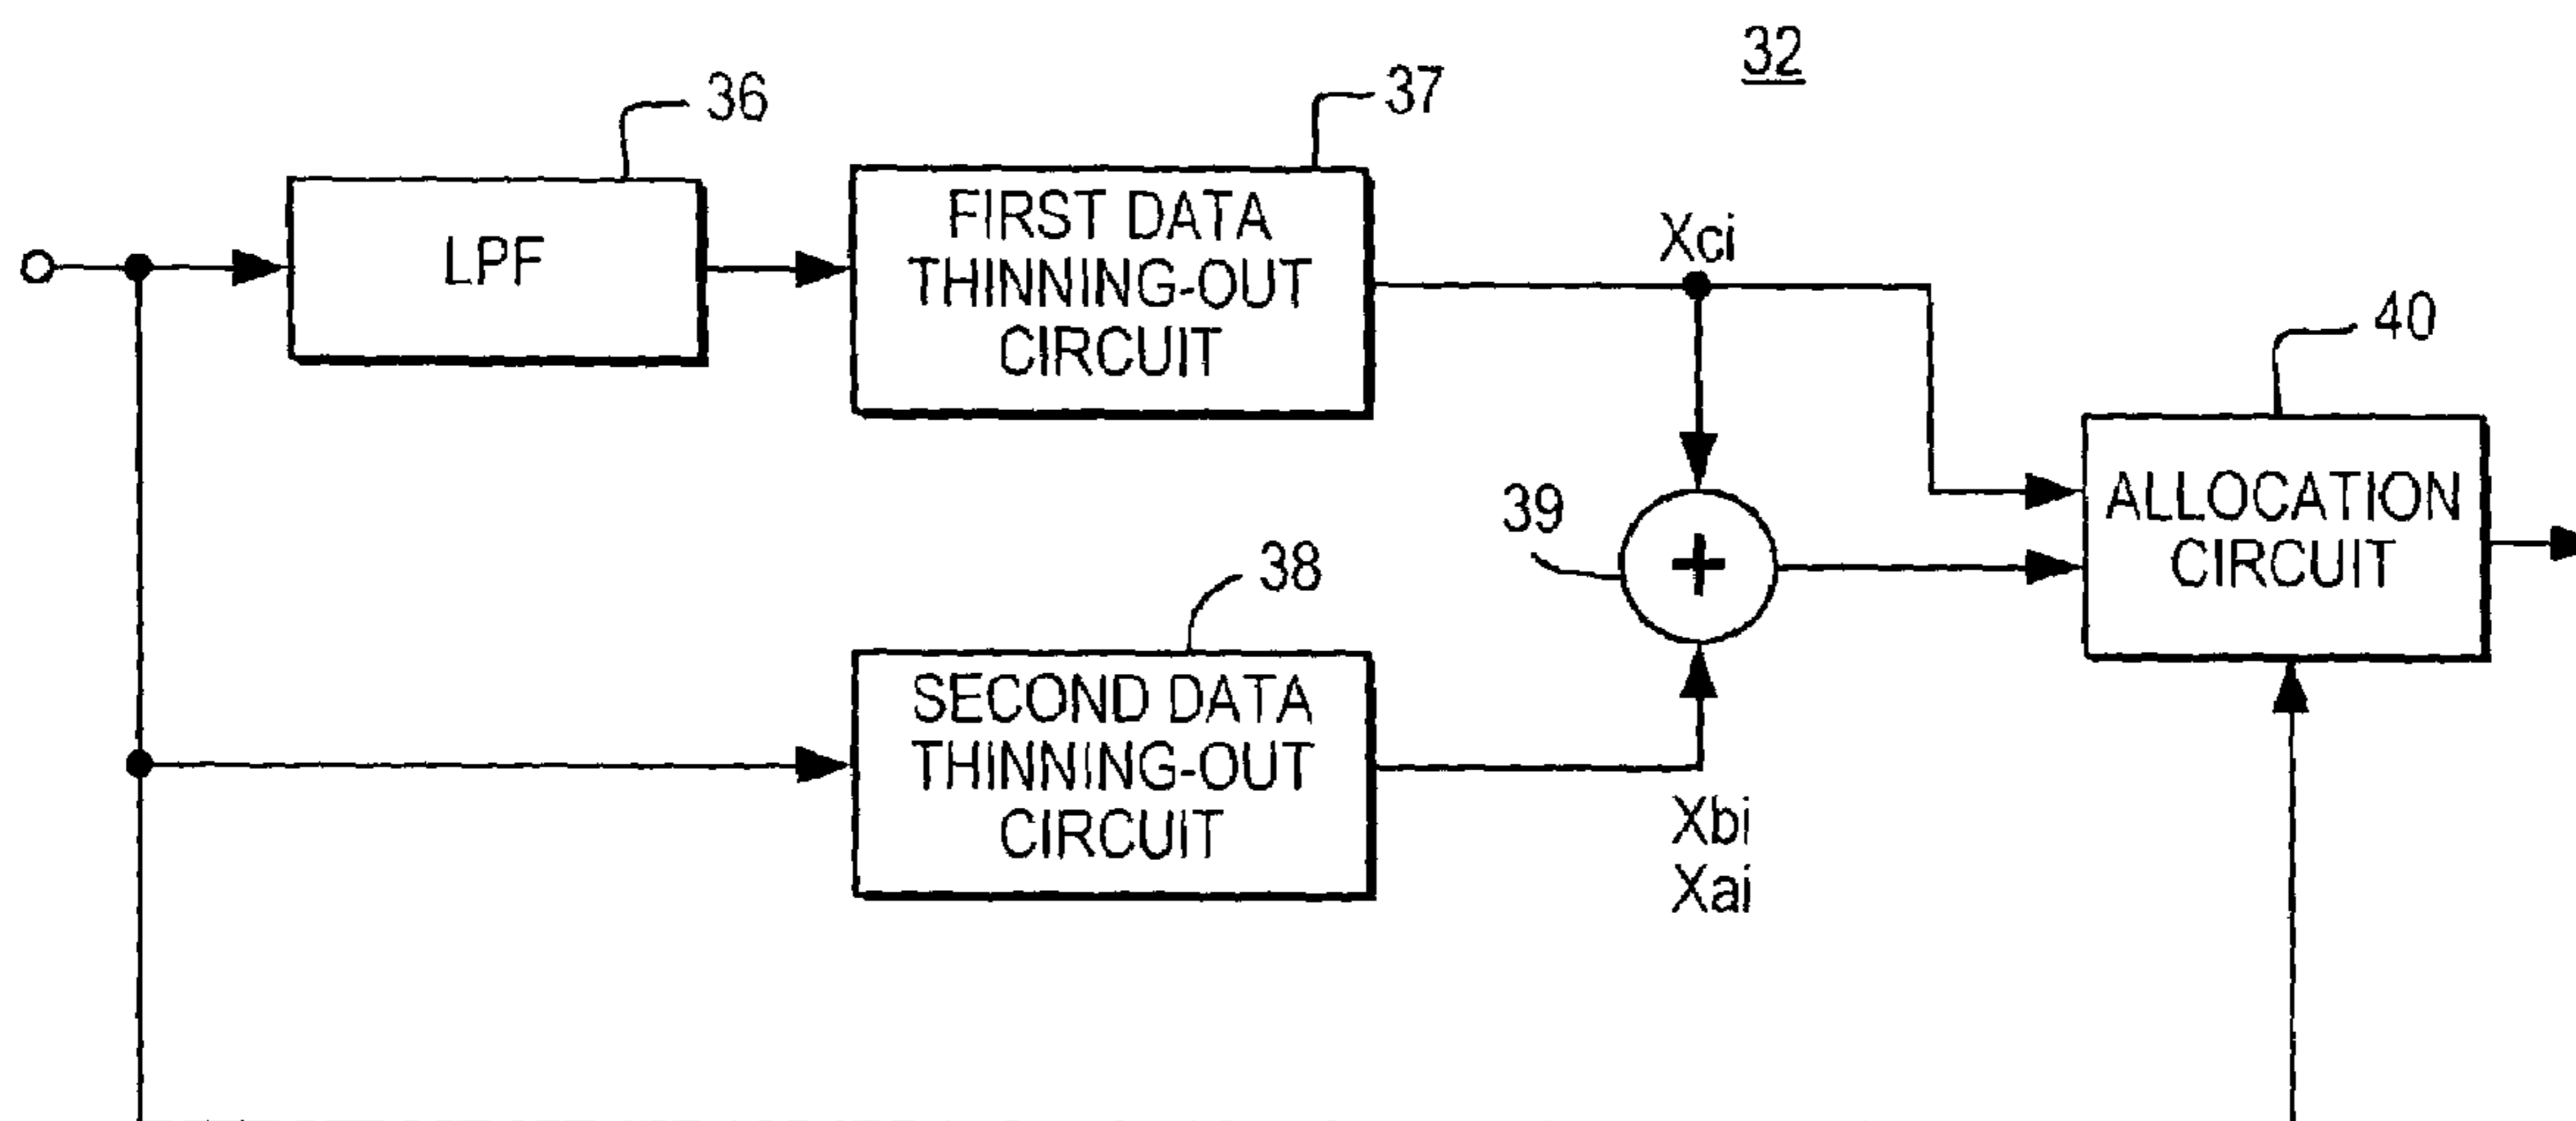 32
36
37
LPF
FIRST DATA
THINNING-OUT
CIRCUIT
Xci
40
39
+
ALLOCATION
CIRCUIT
38
SECOND DATA
THINNING-OUT
CIRCUIT
Xbi
Xai